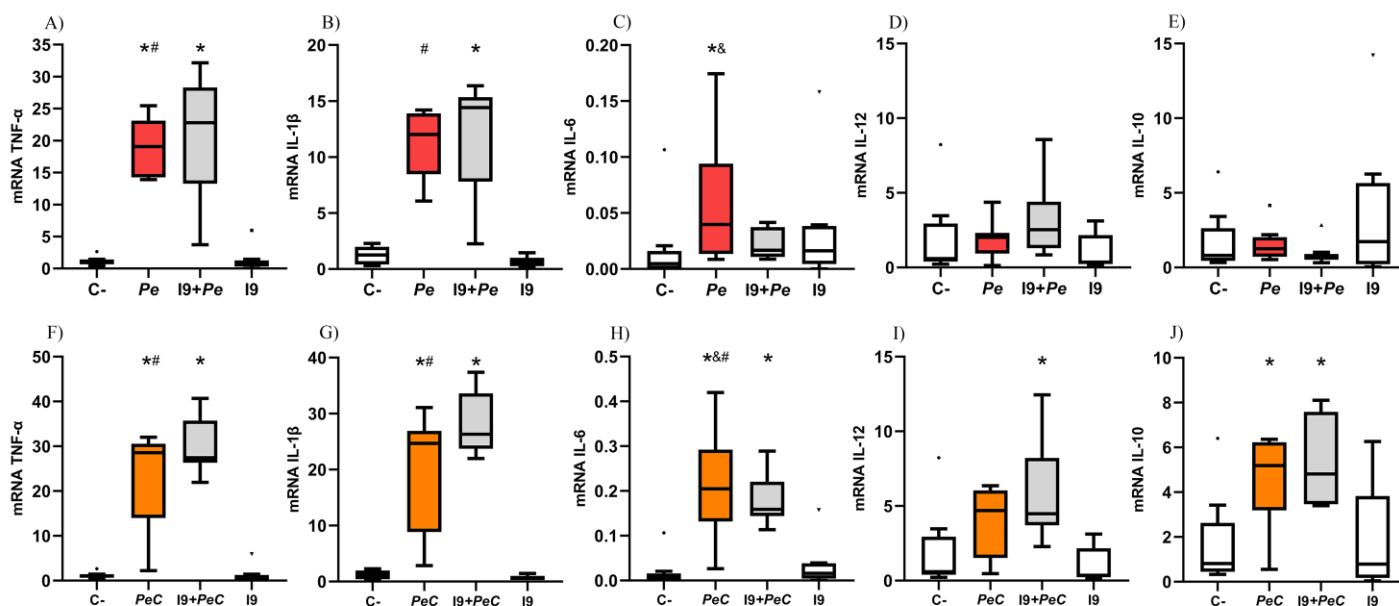 A)
mRNA TNF-α
35
30
25
20
15
10
5
0
*#
*
C-
Pe
I9+Pe
I9
B)
mRNA IL-1β
20
15
10
5
0
#
*
C-
Pe
I9+Pe
I9
C)
mRNA IL-6
0.20
0.15
0.10
0.05
0.00
*&
C-
Pe
I9+Pe
I9
D)
mRNA IL-12
15
10
5
0
C-
Pe
I9+Pe
I9
E)
mRNA IL-10
15
10
5
0
C-
Pe
I9+Pe
I9
F)
mRNA TNF-α
50
40
30
20
10
0
*#
*
C-
PeC
I9+PeC
I9
G)
mRNA IL-1β
40
30
20
10
0
*#
*
C-
PeC
I9+PeC
I9
H)
mRNA IL-6
0.5
0.4
0.3
0.2
0.1
0.0
*&#
*
C-
PeC
I9+PeC
I9
I)
mRNA IL-12
15
10
5
0
*
C-
PeC
I9+PeC
I9
J)
mRNA IL-10
10
8
6
4
2
0
*
*
C-
PeC
I9+PeC
I9